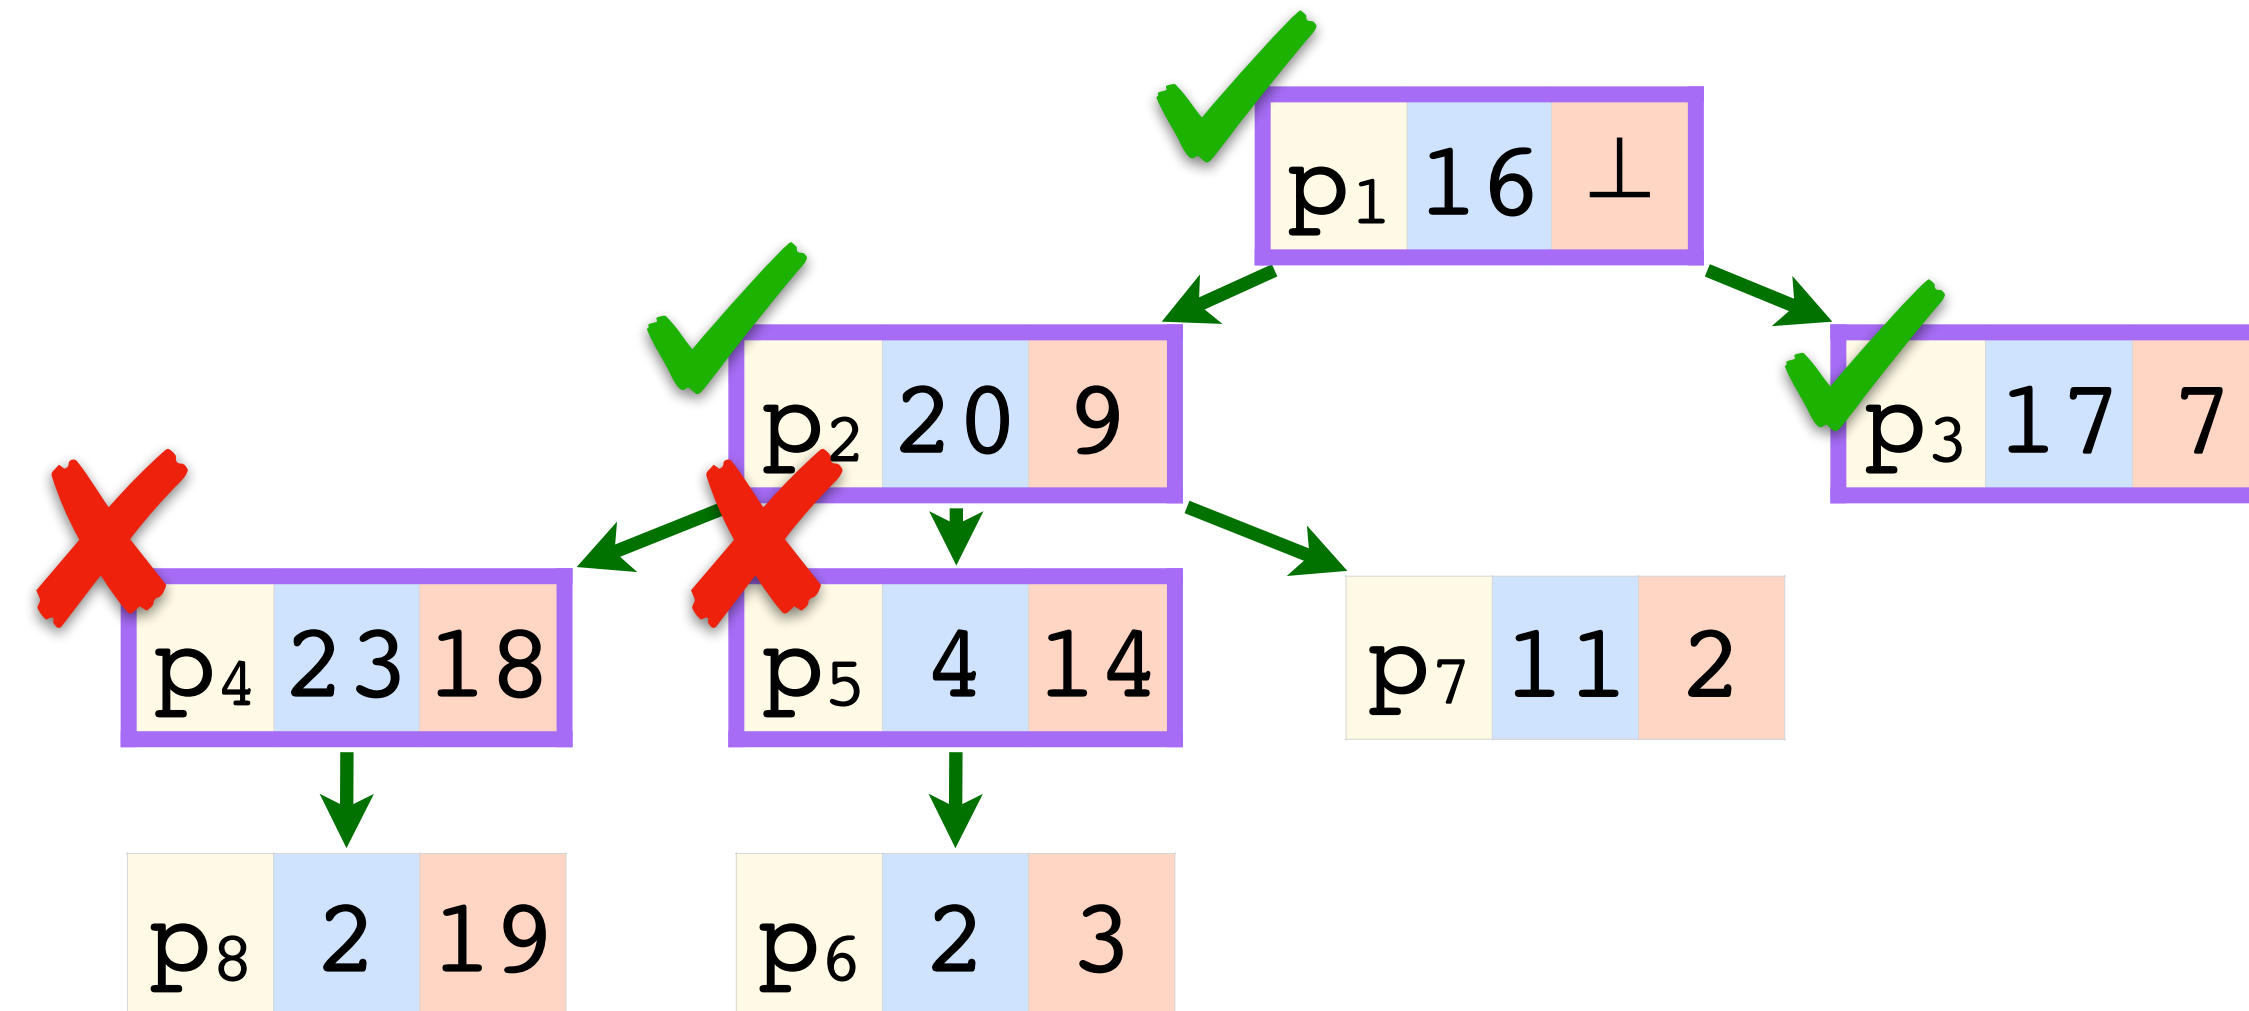 p₁ 16 ⊥
p₂ 20 9
p₃ 17 7
p₄ 23 18
p₅ 4 14
p₇ 11 2
p₈ 2 19
p₆ 2 3